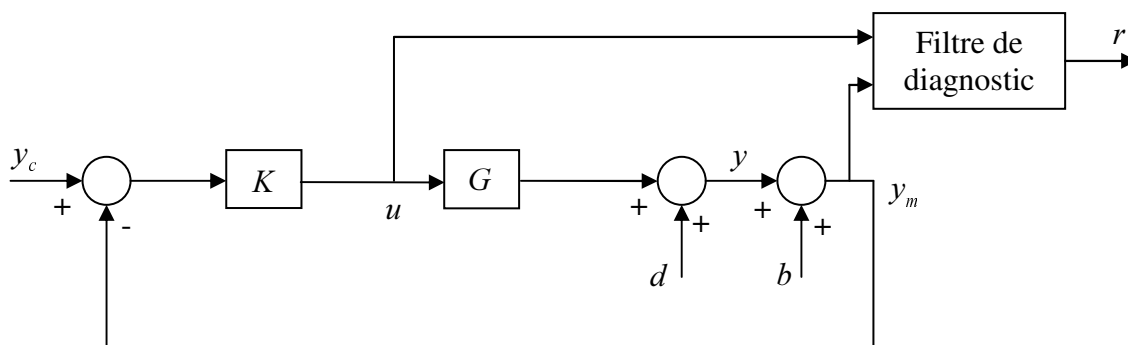 Filtre de
diagnostic
r
y_c
+
-
K
u
G
+
+
d
y
+
+
b
y_m